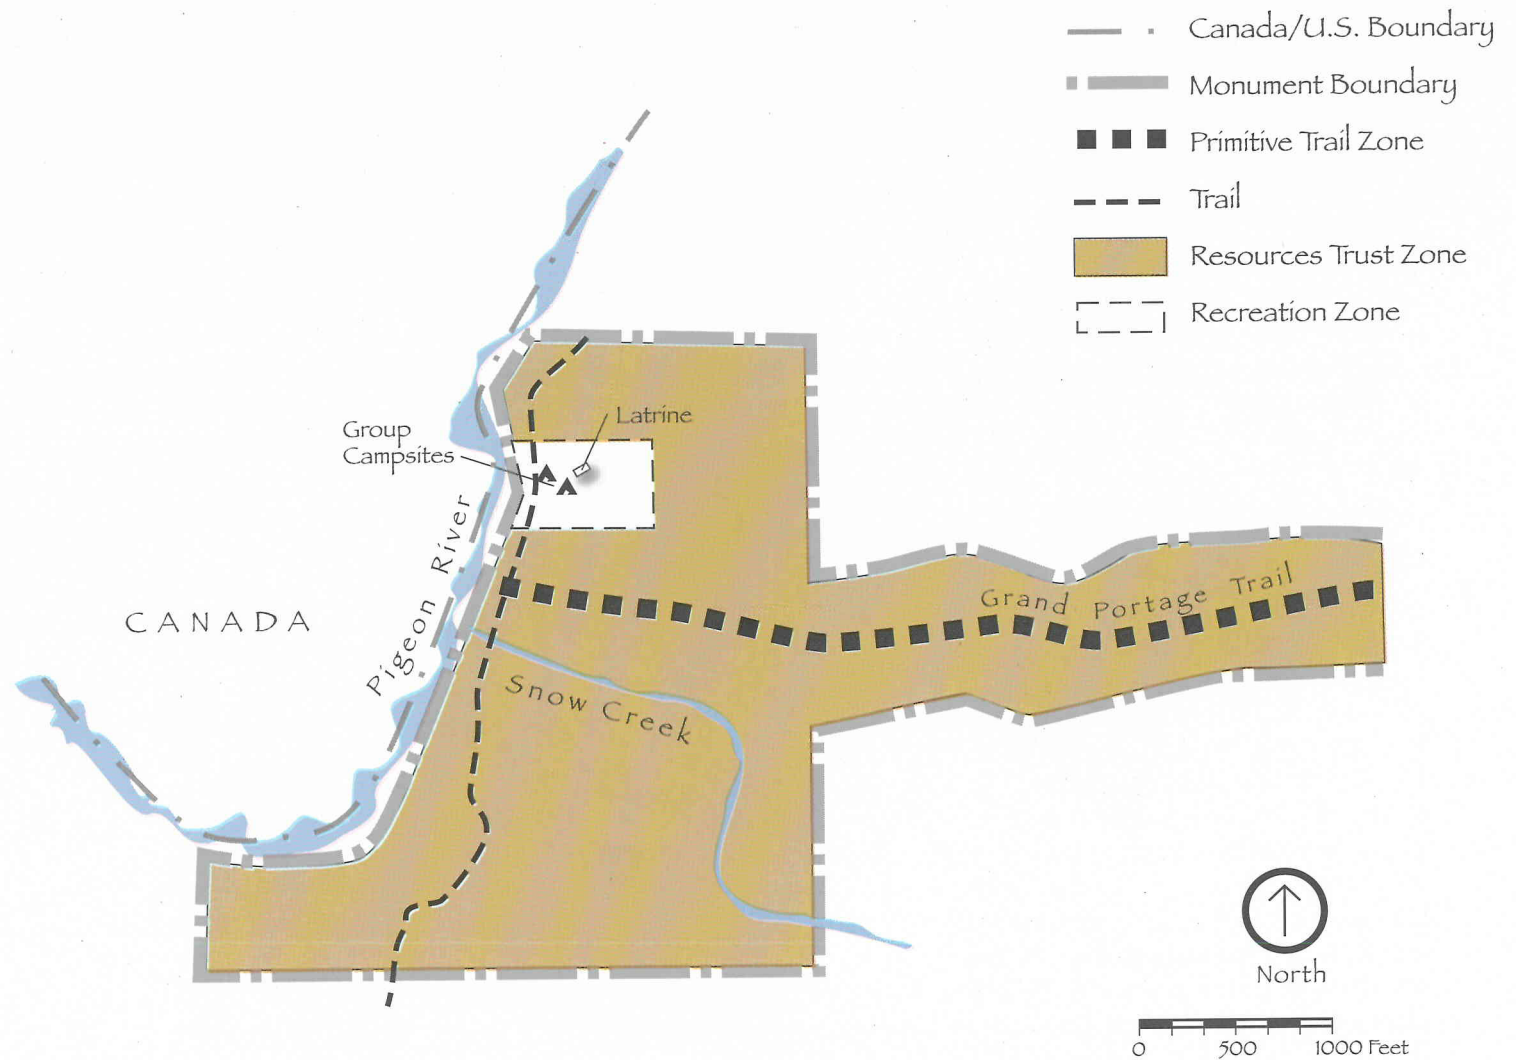 Canada/U.S. Boundary
Monument Boundary
Primitive Trail Zone
Trail
Resources Trust Zone
Recreation Zone
Latrine
Group
Campsites
Pigeon River
CANADA
Grand Portage Trail
Snow Creek
North
0 500 1000 Feet